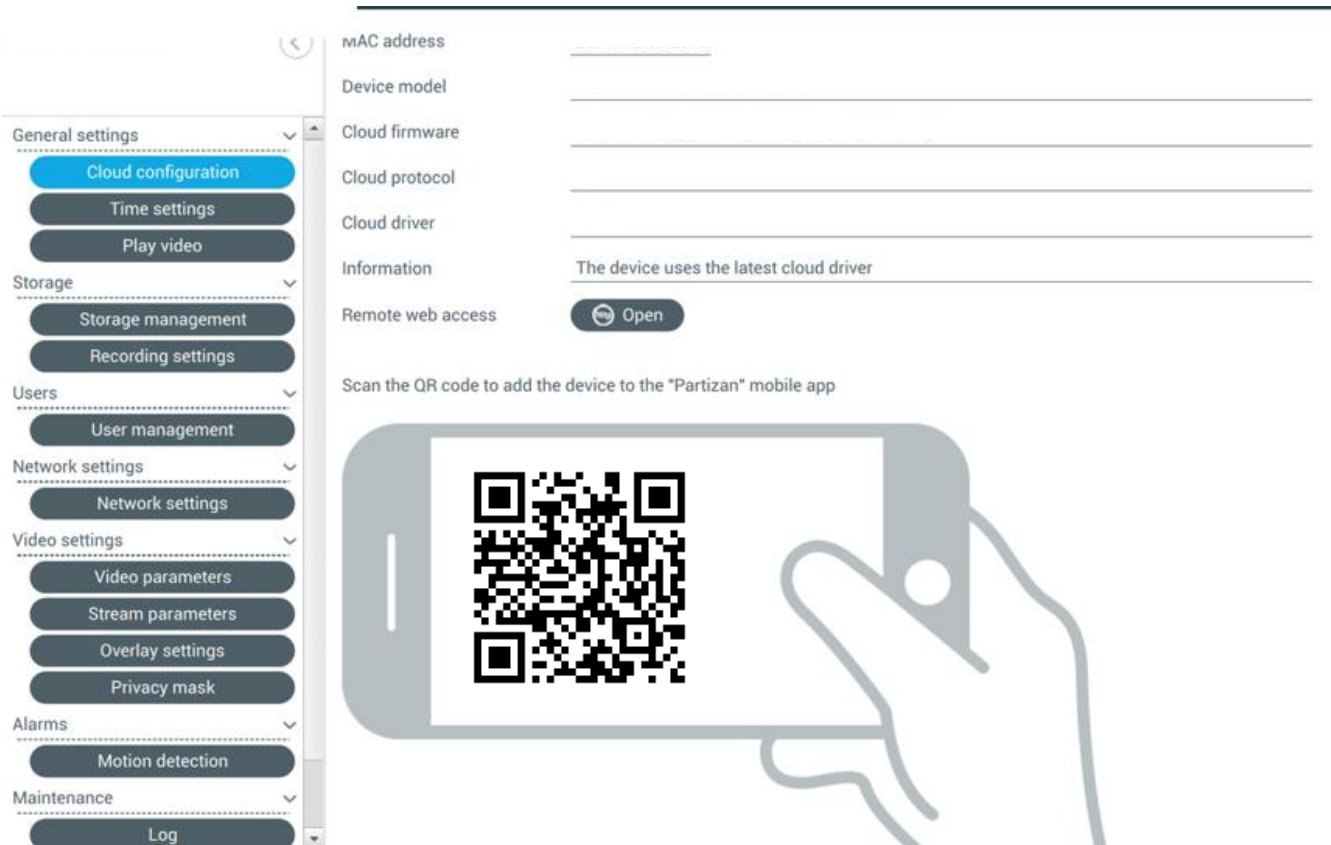 MAC address
Device model
General settings
Cloud firmware
Cloud configuration
Cloud protocol
Time settings
Cloud driver
Play video
Information
The device uses the latest cloud driver
Storage
Remote web access
Open
Storage management
Recording settings
Scan the QR code to add the device to the "Partizan" mobile app
Users
User management
Network settings
Network settings
Video settings
Video parameters
Stream parameters
Overlay settings
Privacy mask
Alarms
Motion detection
Maintenance
Log